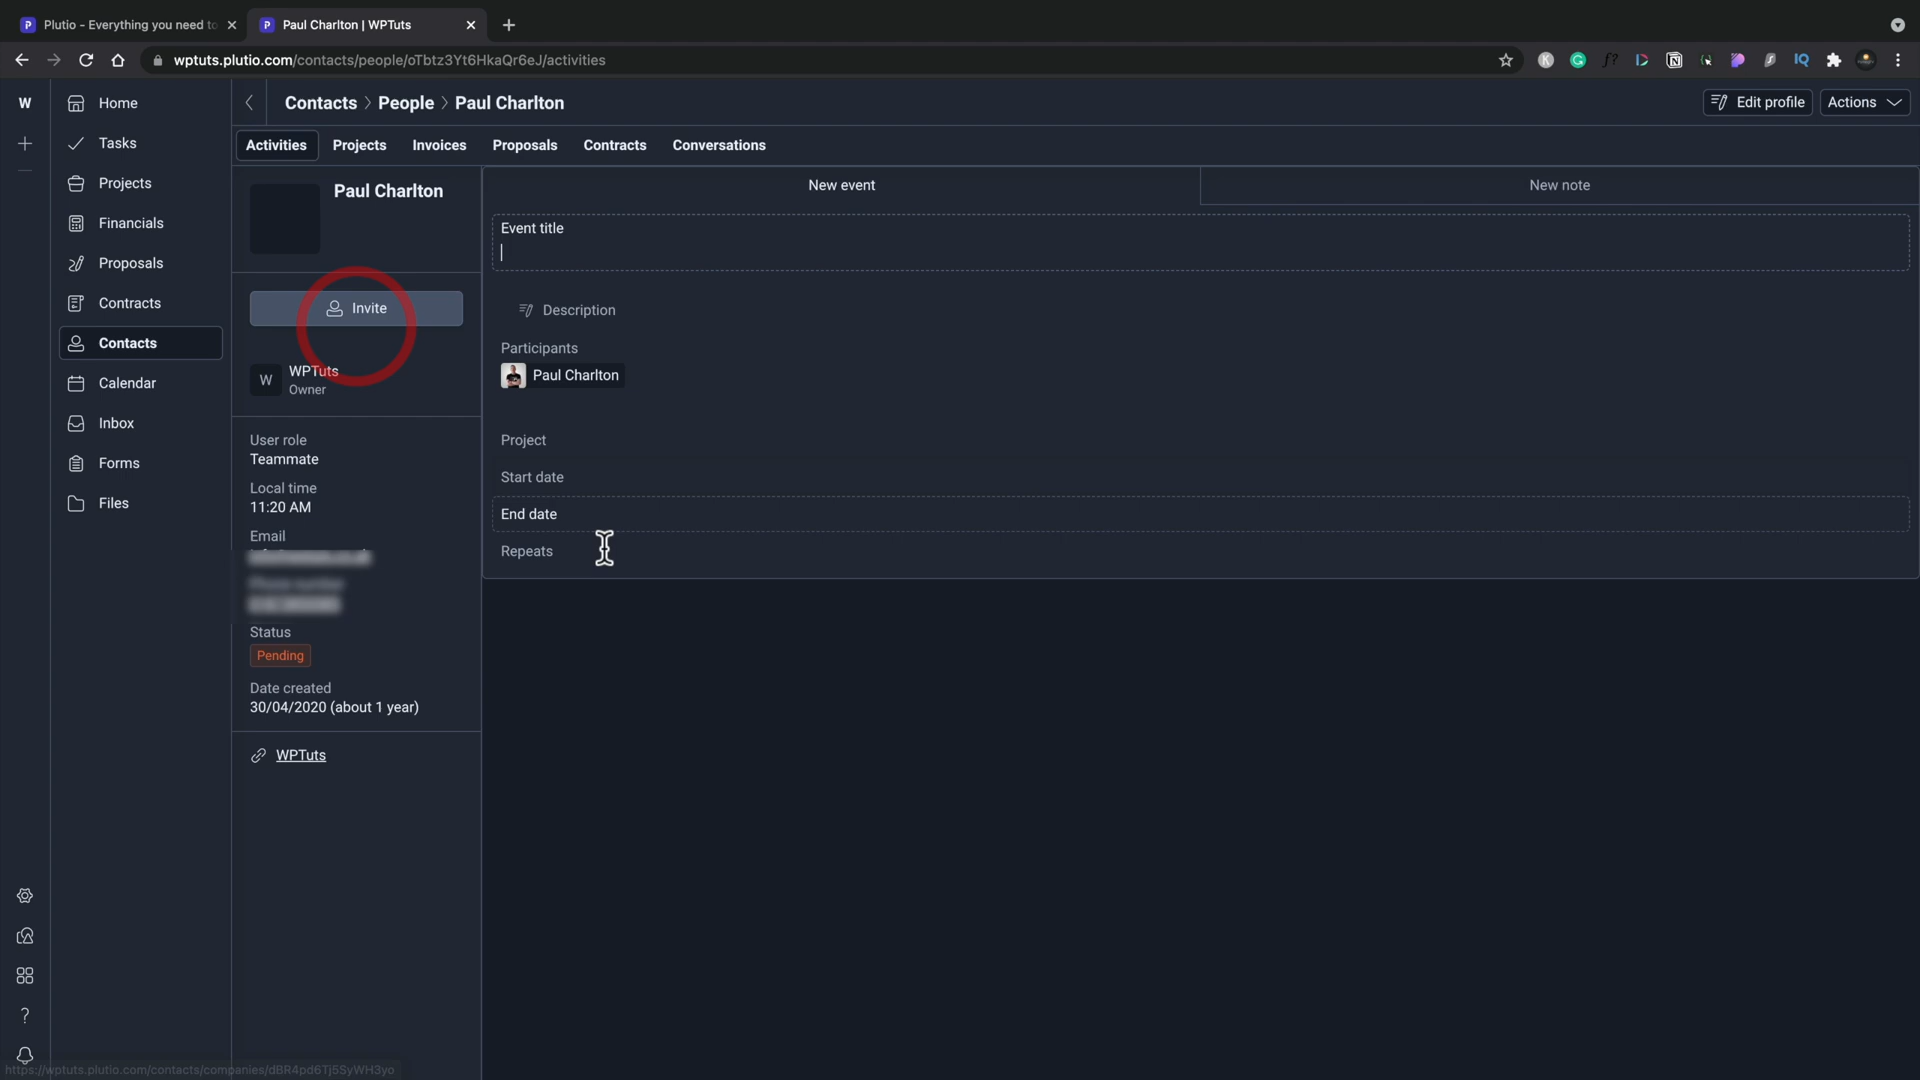 Plutio - Everything you need to
Paul Charlton | WPTuts
wptuts.plutio.com/contacts/people/oTbtz3Yt6HkaQr6eJ/activities
W
Home
Tasks
Projects
Financials
Proposals
Contracts
Contacts
Calendar
Inbox
Forms
Files
Contacts > People > Paul Charlton
Edit profile
Actions
Activities
Projects
Invoices
Proposals
Contracts
Conversations
Paul Charlton
Invite
W
WPTuts
Owner
User role
Teammate
Local time
11:20 AM
Email
Phone number
Status
Pending
Date created
30/04/2020 (about 1 year)
WPTuts
New event
New note
Event title
Description
Participants
Paul Charlton
Project
Start date
End date
Repeats
https://wptuts.plutio.com/contacts/companies/dBR4pd6Tj5SyWH3yo